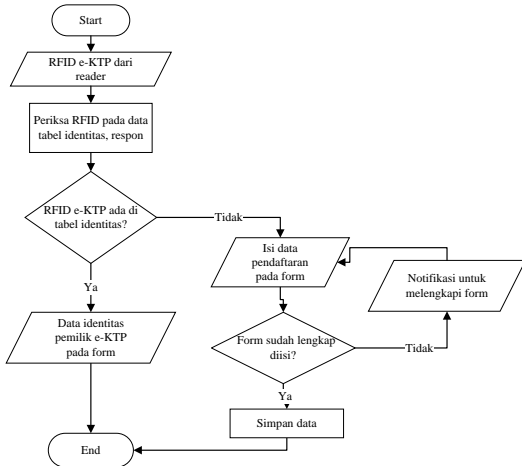 Start
RFID e-KTP dari
reader
Periksa RFID pada data
tabel identitas, respon
RFID e-KTP ada di
tabel identitas?
Tidak
Isi data
pendaftaran
pada form
Notifikasi untuk
melengkapi form
Ya
Data identitas
pemilik e-KTP
pada form
Form sudah lengkap
diisi?
Tidak
Ya
Simpan data
End